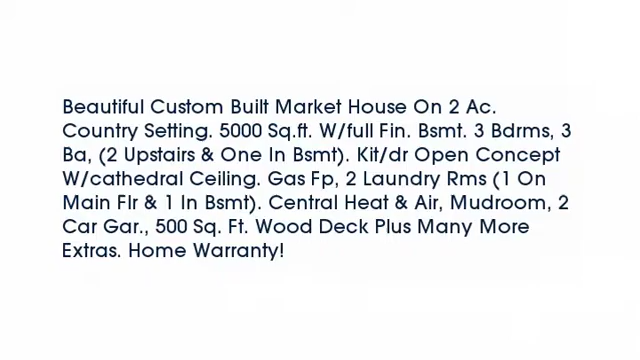 Beautiful Custom Built Market House On 2 Ac.
Country Setting. 5000 Sq.ft. W/full Fin. Bsmt. 3 Bdrms, 3
Ba, (2 Upstairs & One In Bsmt). Kit/dr Open Concept
W/cathedral Ceiling. Gas Fp, 2 Laundry Rms (1 On
Main Flr & 1 In Bsmt). Central Heat & Air, Mudroom, 2
Car Gar., 500 Sq. Ft. Wood Deck Plus Many More
Extras. Home Warranty!